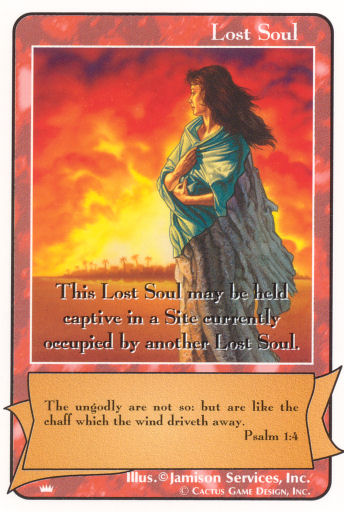 Lost Soul
This Lost Soul may be held
captive in a Site currently
occupied by another Lost Soul.
The ungodly are not so: but are like the
chaff which the wind driveth away.
Psalm 1:4
Illus.©Jamison Services, Inc.
© Cactus Game Design, Inc.